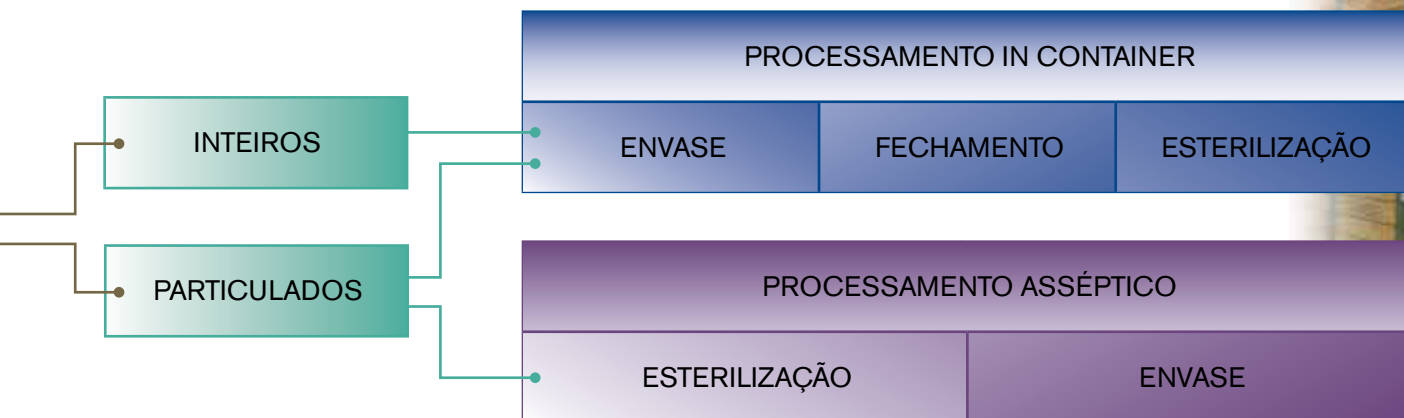 PROCESSAMENTO IN CONTAINER
INTEIROS
ENVASE
FECHAMENTO
ESTERILIZAÇÃO
PARTICULADOS
PROCESSAMENTO ASSÉPTICO
ESTERILIZAÇÃO
ENVASE